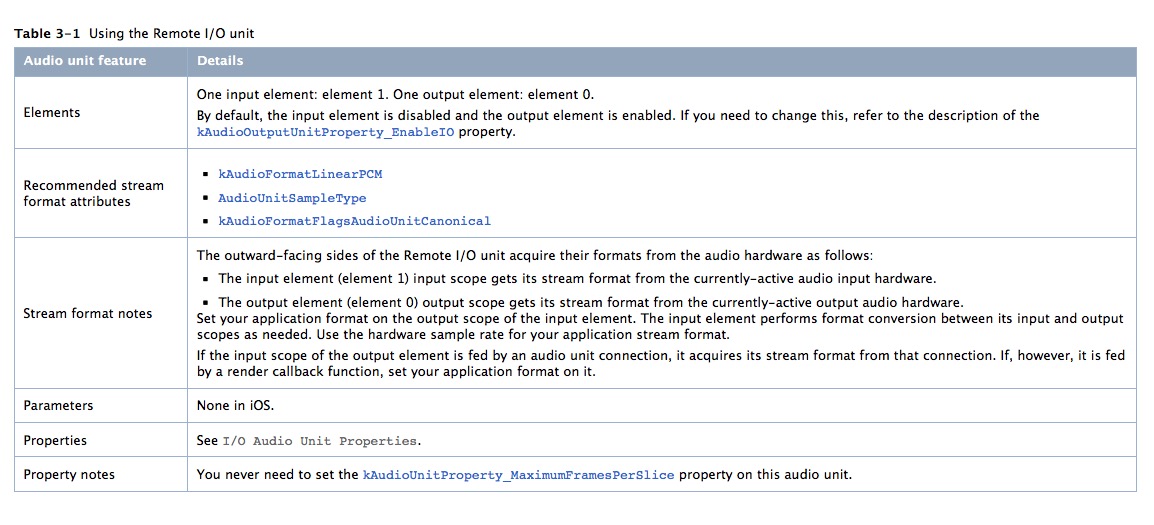 Table 3-1 Using the Remote I/O unit
Audio unit feature
Details
Elements
One input element: element 1. One output element: element 0.
By default, the input element is disabled and the output element is enabled. If you need to change this, refer to the description of the
kAudioOutputUnitProperty_EnableIO property.
Recommended stream
format attributes
▪ kAudioFormatLinearPCM
▪ AudioUnitSampleType
▪ kAudioFormatFlagsAudioUnitCanonical
Stream format notes
The outward-facing sides of the Remote I/O unit acquire their formats from the audio hardware as follows:
▪ The input element (element 1) input scope gets its stream format from the currently-active audio input hardware.
▪ The output element (element 0) output scope gets its stream format from the currently-active output audio hardware.
Set your application format on the output scope of the input element. The input element performs format conversion between its input and output
scopes as needed. Use the hardware sample rate for your application stream format.
If the input scope of the output element is fed by an audio unit connection, it acquires its stream format from that connection. If, however, it is fed
by a render callback function, set your application format on it.
Parameters
None in iOS.
Properties
See I/O Audio Unit Properties.
Property notes
You never need to set the kAudioUnitProperty_MaximumFramesPerSlice property on this audio unit.